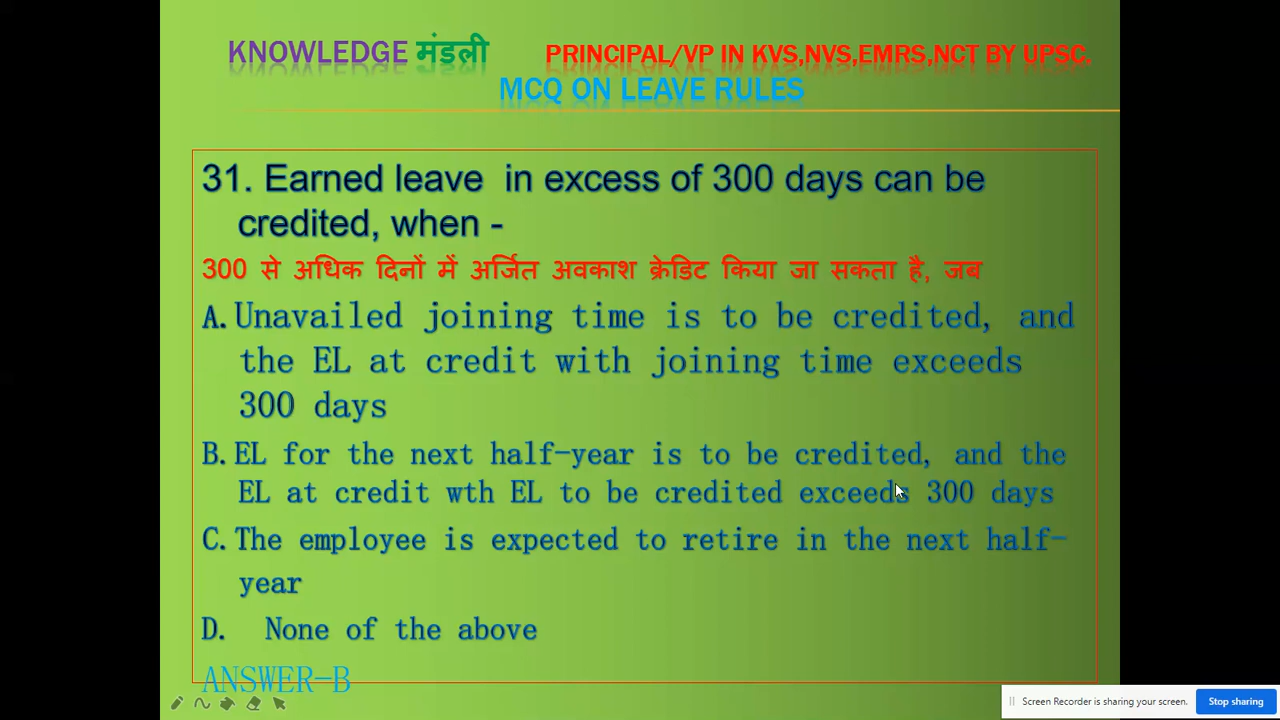 KNOWLEDGE मंडली PRINCIPAL/VP IN KVS,NVS,EMRS,NCT BY UPSC.
MCQ ON LEAVE RULES
31. Earned leave in excess of 300 days can be
credited, when -
300 से अधिक दिनों में अर्जित अवकाश क्रेडिट किया जा सकता है, जब
A. Unavailed joining time is to be credited, and
the EL at credit with joining time exceeds
300 days
B. EL for the next half-year is to be credited, and the
EL at credit wth EL to be credited exceeds 300 days
C. The employee is expected to retire in the next half-
year
D. None of the above
ANSWER-B
Screen Recorder is sharing your screen. Stop sharing